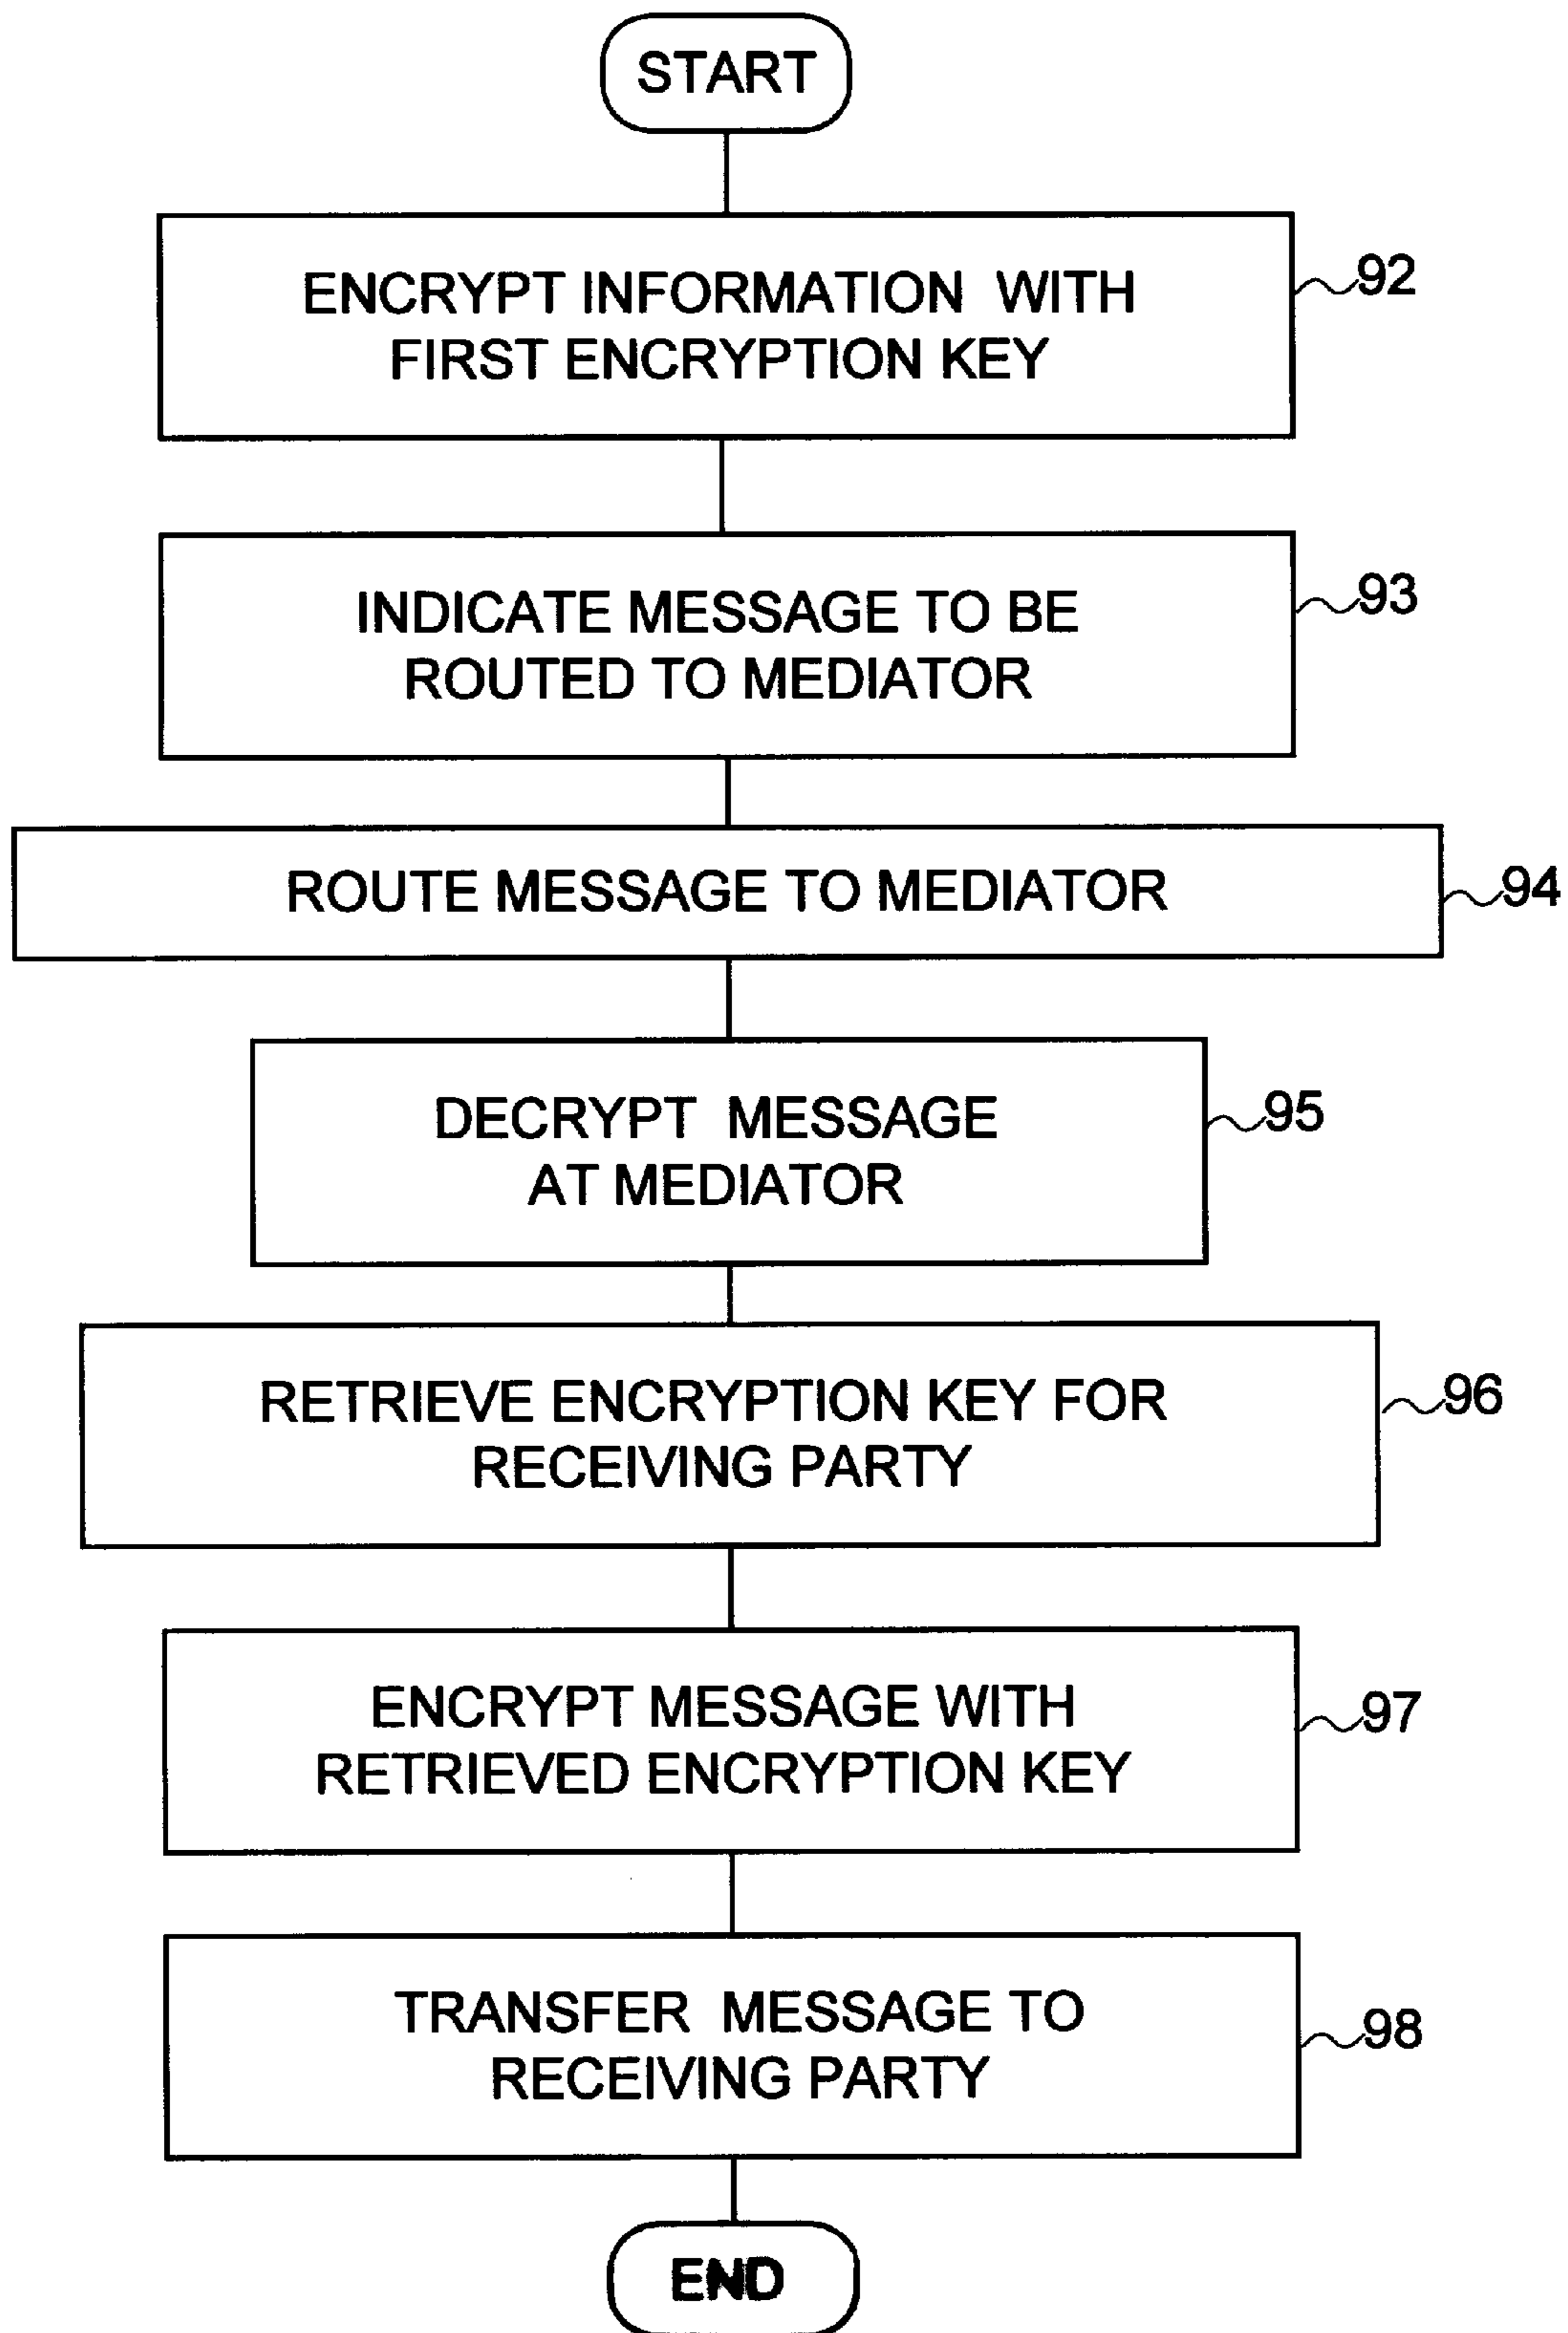 START
ENCRYPT INFORMATION WITH
FIRST ENCRYPTION KEY
92
INDICATE MESSAGE TO BE
ROUTED TO MEDIATOR
93
ROUTE MESSAGE TO MEDIATOR
94
DECRYPT MESSAGE
AT MEDIATOR
95
RETRIEVE ENCRYPTION KEY FOR
RECEIVING PARTY
96
ENCRYPT MESSAGE WITH
RETRIEVED ENCRYPTION KEY
97
TRANSFER MESSAGE TO
RECEIVING PARTY
98
END